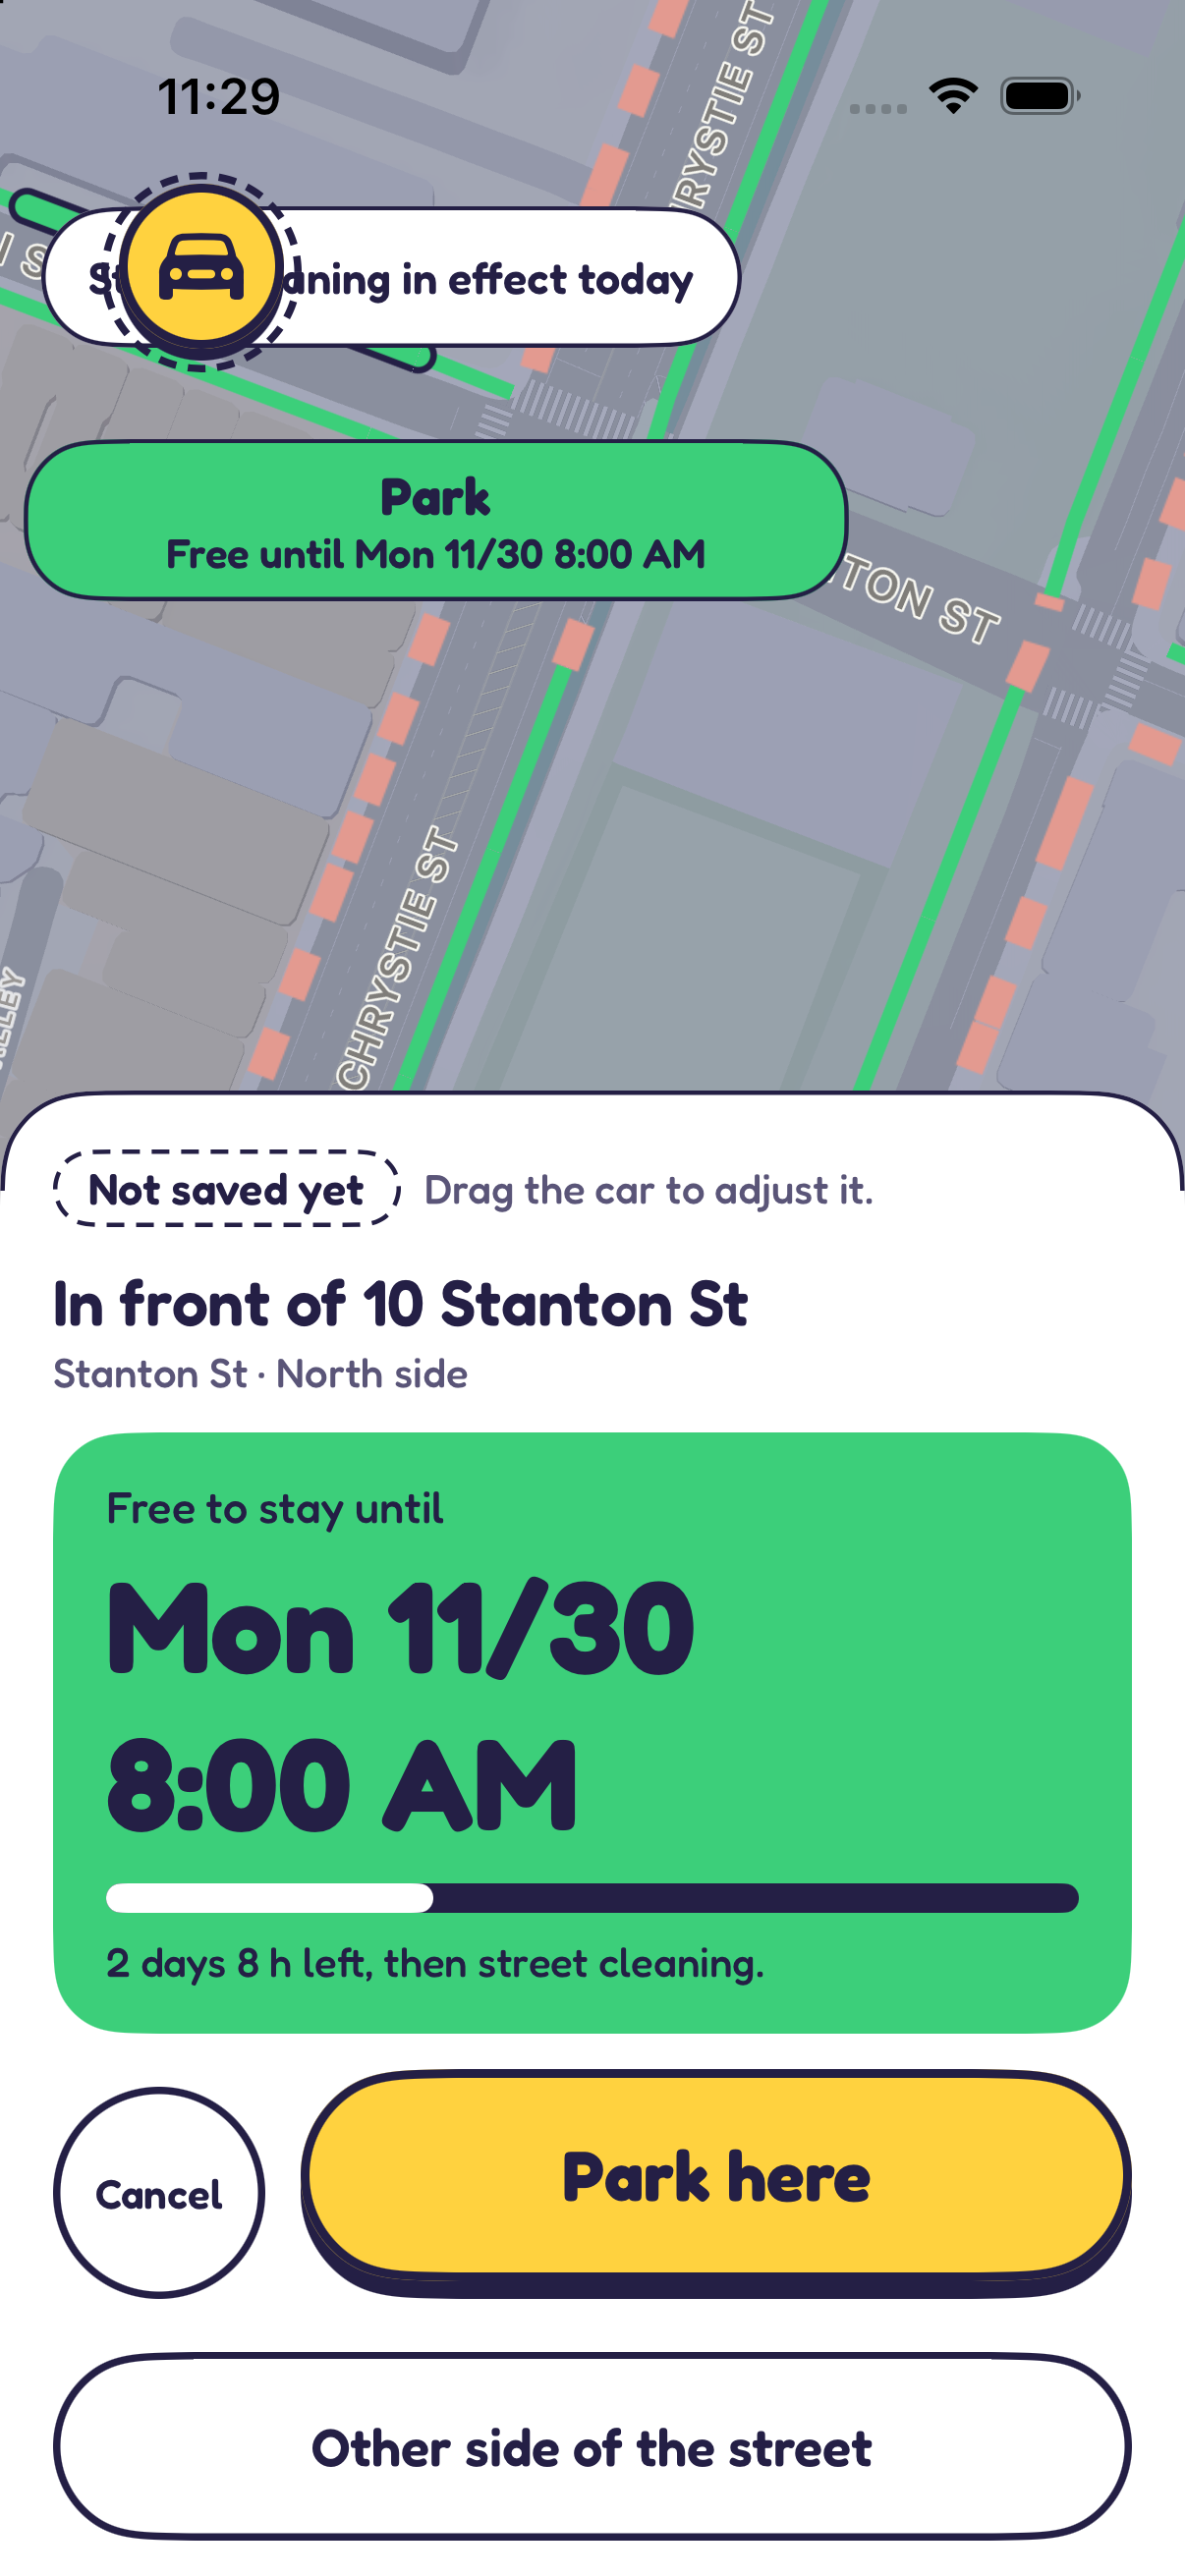 11:29
CHRYSTIE ST
aning in effect today
Park
Free until Mon 11/30 8:00 AM
TON ST
CHRYSTIE ST
Not saved yet
Drag the car to adjust it.
In front of 10 Stanton St
Stanton St · North side
Free to stay until
Mon 11/30
8:00 AM
2 days 8 h left, then street cleaning.
Cancel
Park here
Other side of the street